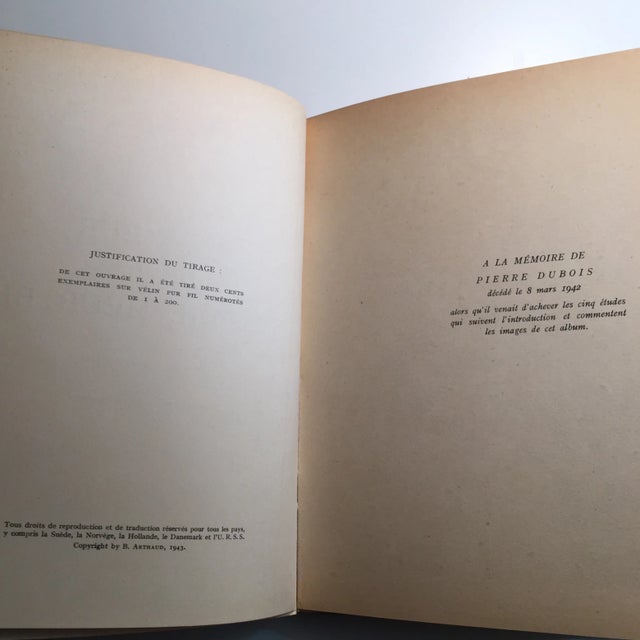 JUSTIFICATION DU TIRAGE :
DE CET OUVRAGE IL A ÉTÉ TIRÉ DEUX CENTS
EXEMPLAIRES SUR VÉLIN PUR FIL NUMÉROTÉS
DE 1 À 200.
Tous droits de reproduction et de traduction réservés pour tous les pays,
y compris la Suède, la Norvège, la Hollande, le Danemark et l'U. R. S. S.
Copyright by B. ARTHAUD, 1943.
A LA MÉMOIRE DE
PIERRE DUBOIS
décédé le 8 mars 1942
alors qu'il venait d'achever les cinq études
qui suivent l'introduction et commentent
les images de cet album.